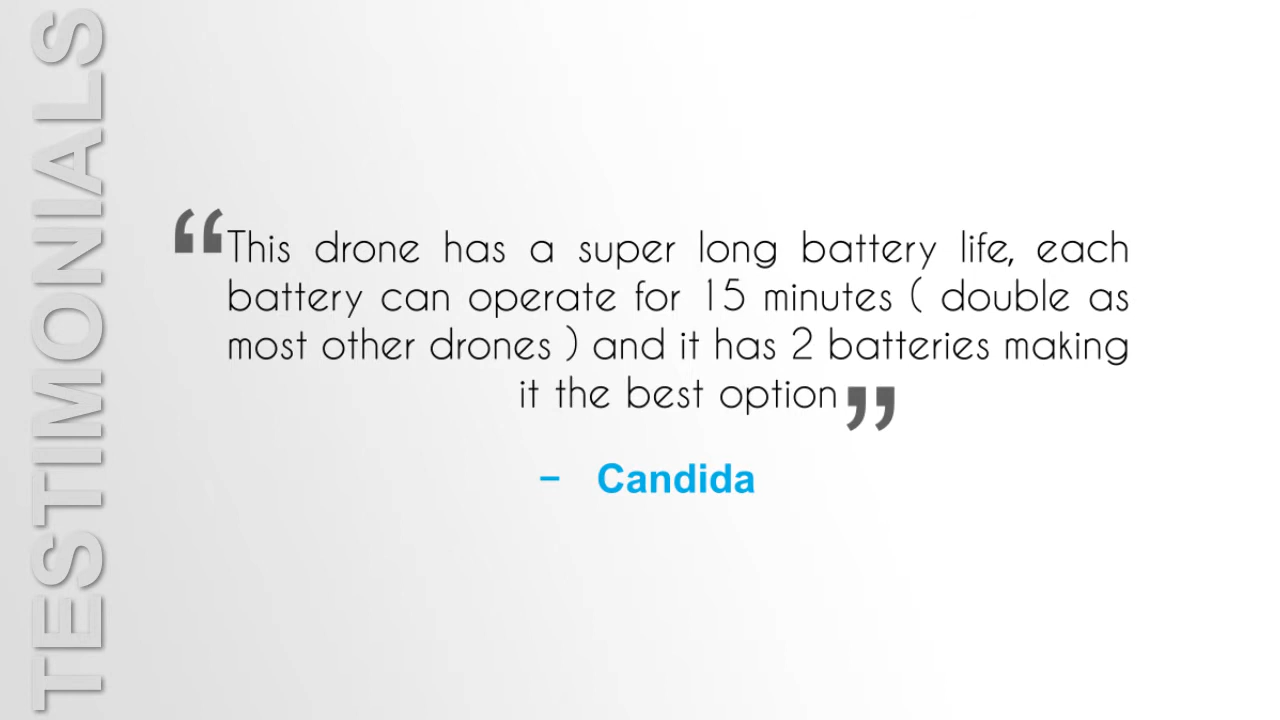 TESTIMONIALS
“This drone has a super long battery life, each
battery can operate for 15 minutes ( double as
most other drones ) and it has 2 batteries making
it the best option”
– Candida